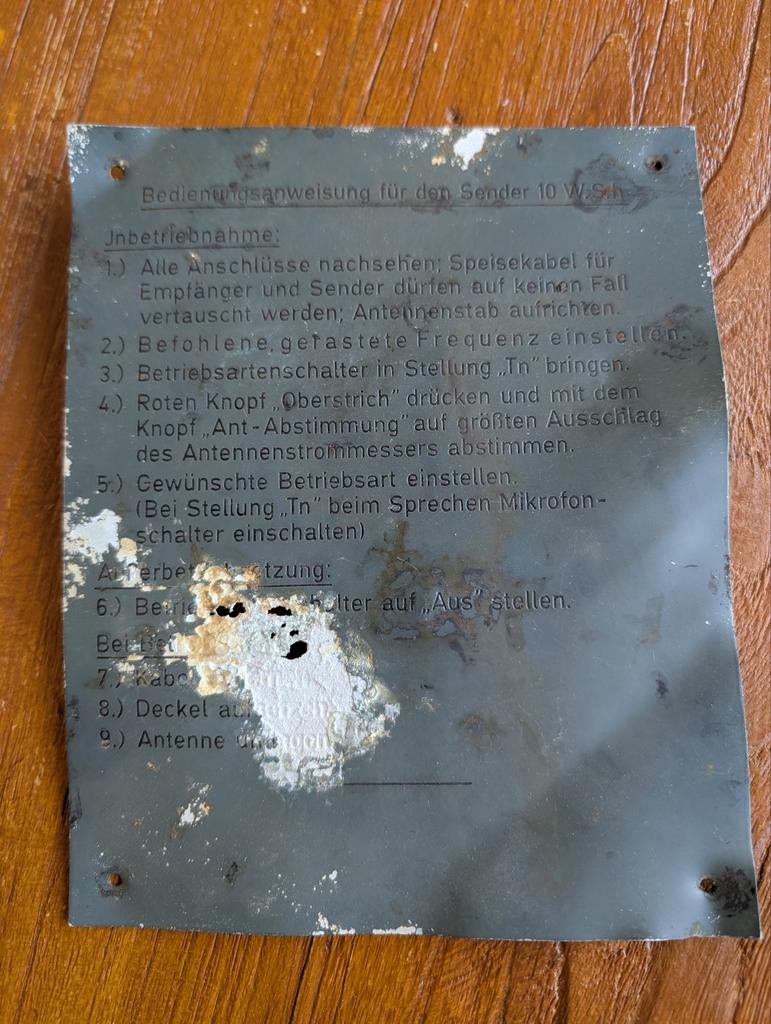 Bedienungsanweisung für den Sender 10 W.S.h
Jnbetriebnahme:
1.) Alle Anschlüsse nachsehen; Speisekabel für
Empfänger und Sender dürfen auf keinen Fall
vertauscht werden; Antennenstab aufrichten.
2.) Befohlene, gerastete Frequenz einstellen.
3.) Betriebsartenschalter in Stellung „Tn" bringen.
4.) Roten Knopf „Oberstrich" drücken und mit dem
Knopf „Ant-Abstimmung" auf größten Ausschlag
des Antennenstrommessers abstimmen.
5.) Gewünschte Betriebsart einstellen.
(Bei Stellung „Tn" beim Sprechen Mikrofon-
schalter einschalten)
6.) auf „Aus" stellen.
Bei
7.)
8.) Deckel
9.) Antenne